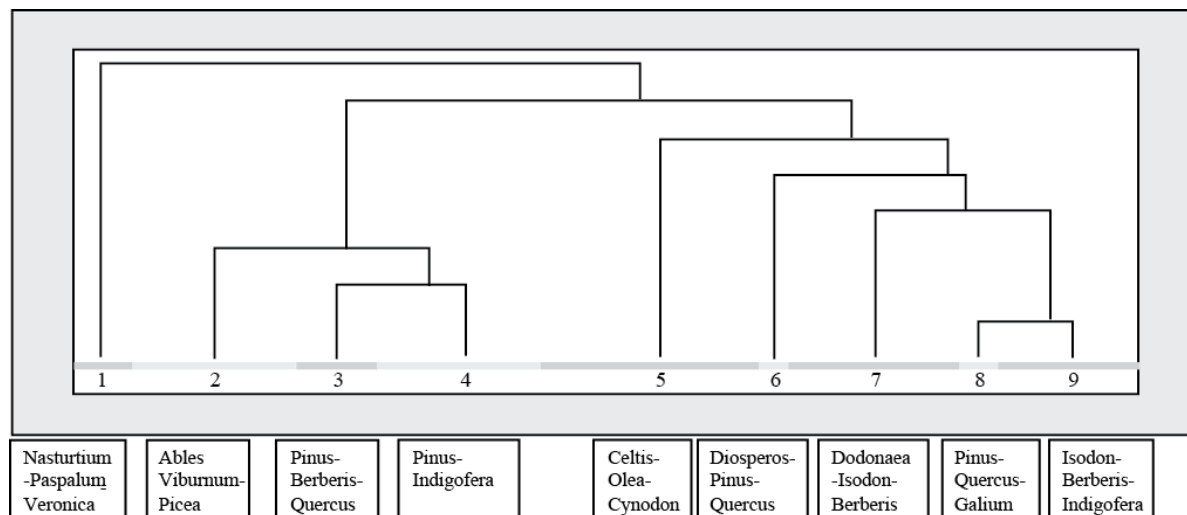 1 2 3 4 5 6 7 8 9
Nasturtium
-Paspalum
Veronica
Ables
Viburnum-
Picea
Pinus-
Berberis-
Quercus
Pinus-
Indigofera
Celtis-
Olea-
Cynodon
Diosperos-
Pinus-
Quercus
Dodonaea
-Isodon-
Berberis
Pinus-
Quercus-
Galium
Isodon-
Berberis-
Indigofera